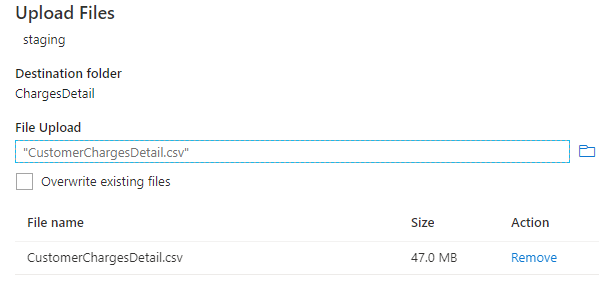 Upload Files
staging
Destination folder
ChargesDetail
File Upload
"CustomerChargesDetail.csv"
Overwrite existing files
File name Size Action
CustomerChargesDetail.csv 47.0 MB Remove